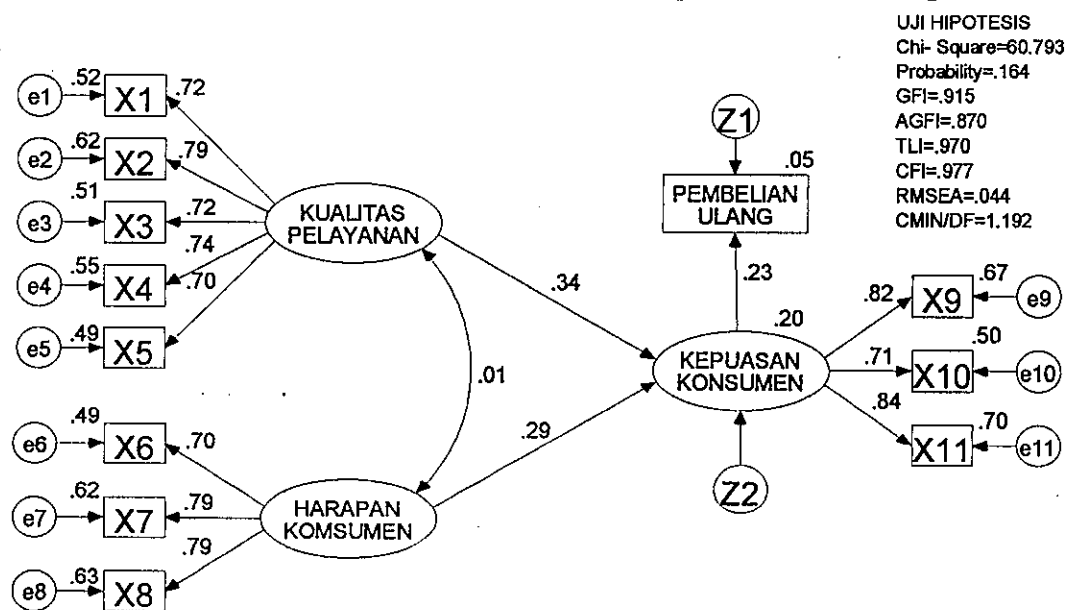 UJI HIPOTESIS
Chi- Square=60.793
Probability=.164
GFI=.915
AGFI=.870
TLI=.970
CFI=.977
RMSEA=.044
CMIN/DF=1.192
e1 .52 X1 .72
e2 .62 X2 .79
e3 .51 X3 .72
e4 .55 X4 .74
e5 .49 X5 .70
KUALITAS
PELAYANAN
Z1
.05
PEMBELIAN
ULANG
.23
.34
.20
KEPUASAN
KONSUMEN
.82 X9 .67 e9
.71 X10 .50 e10
.84 X11 .70 e11
.01
.29
Z2
e6 .49 X6 .70
e7 .62 X7 .79
e8 .63 X8 .79
HARAPAN
KOMSUMEN